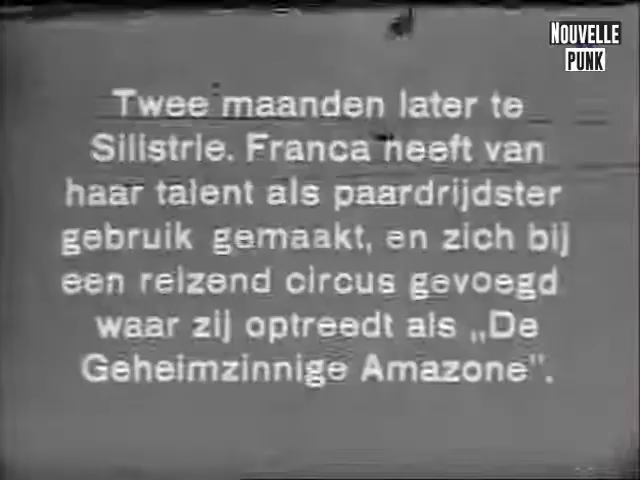 NOUVELLE
PUNK
Twee maanden later te
Silistrie. Franca heeft van
haar talent als paardrijdster
gebruik gemaakt, en zich bij
een reizend circus gevoegd
waar zij optreedt als „De
Geheimzinnige Amazone".